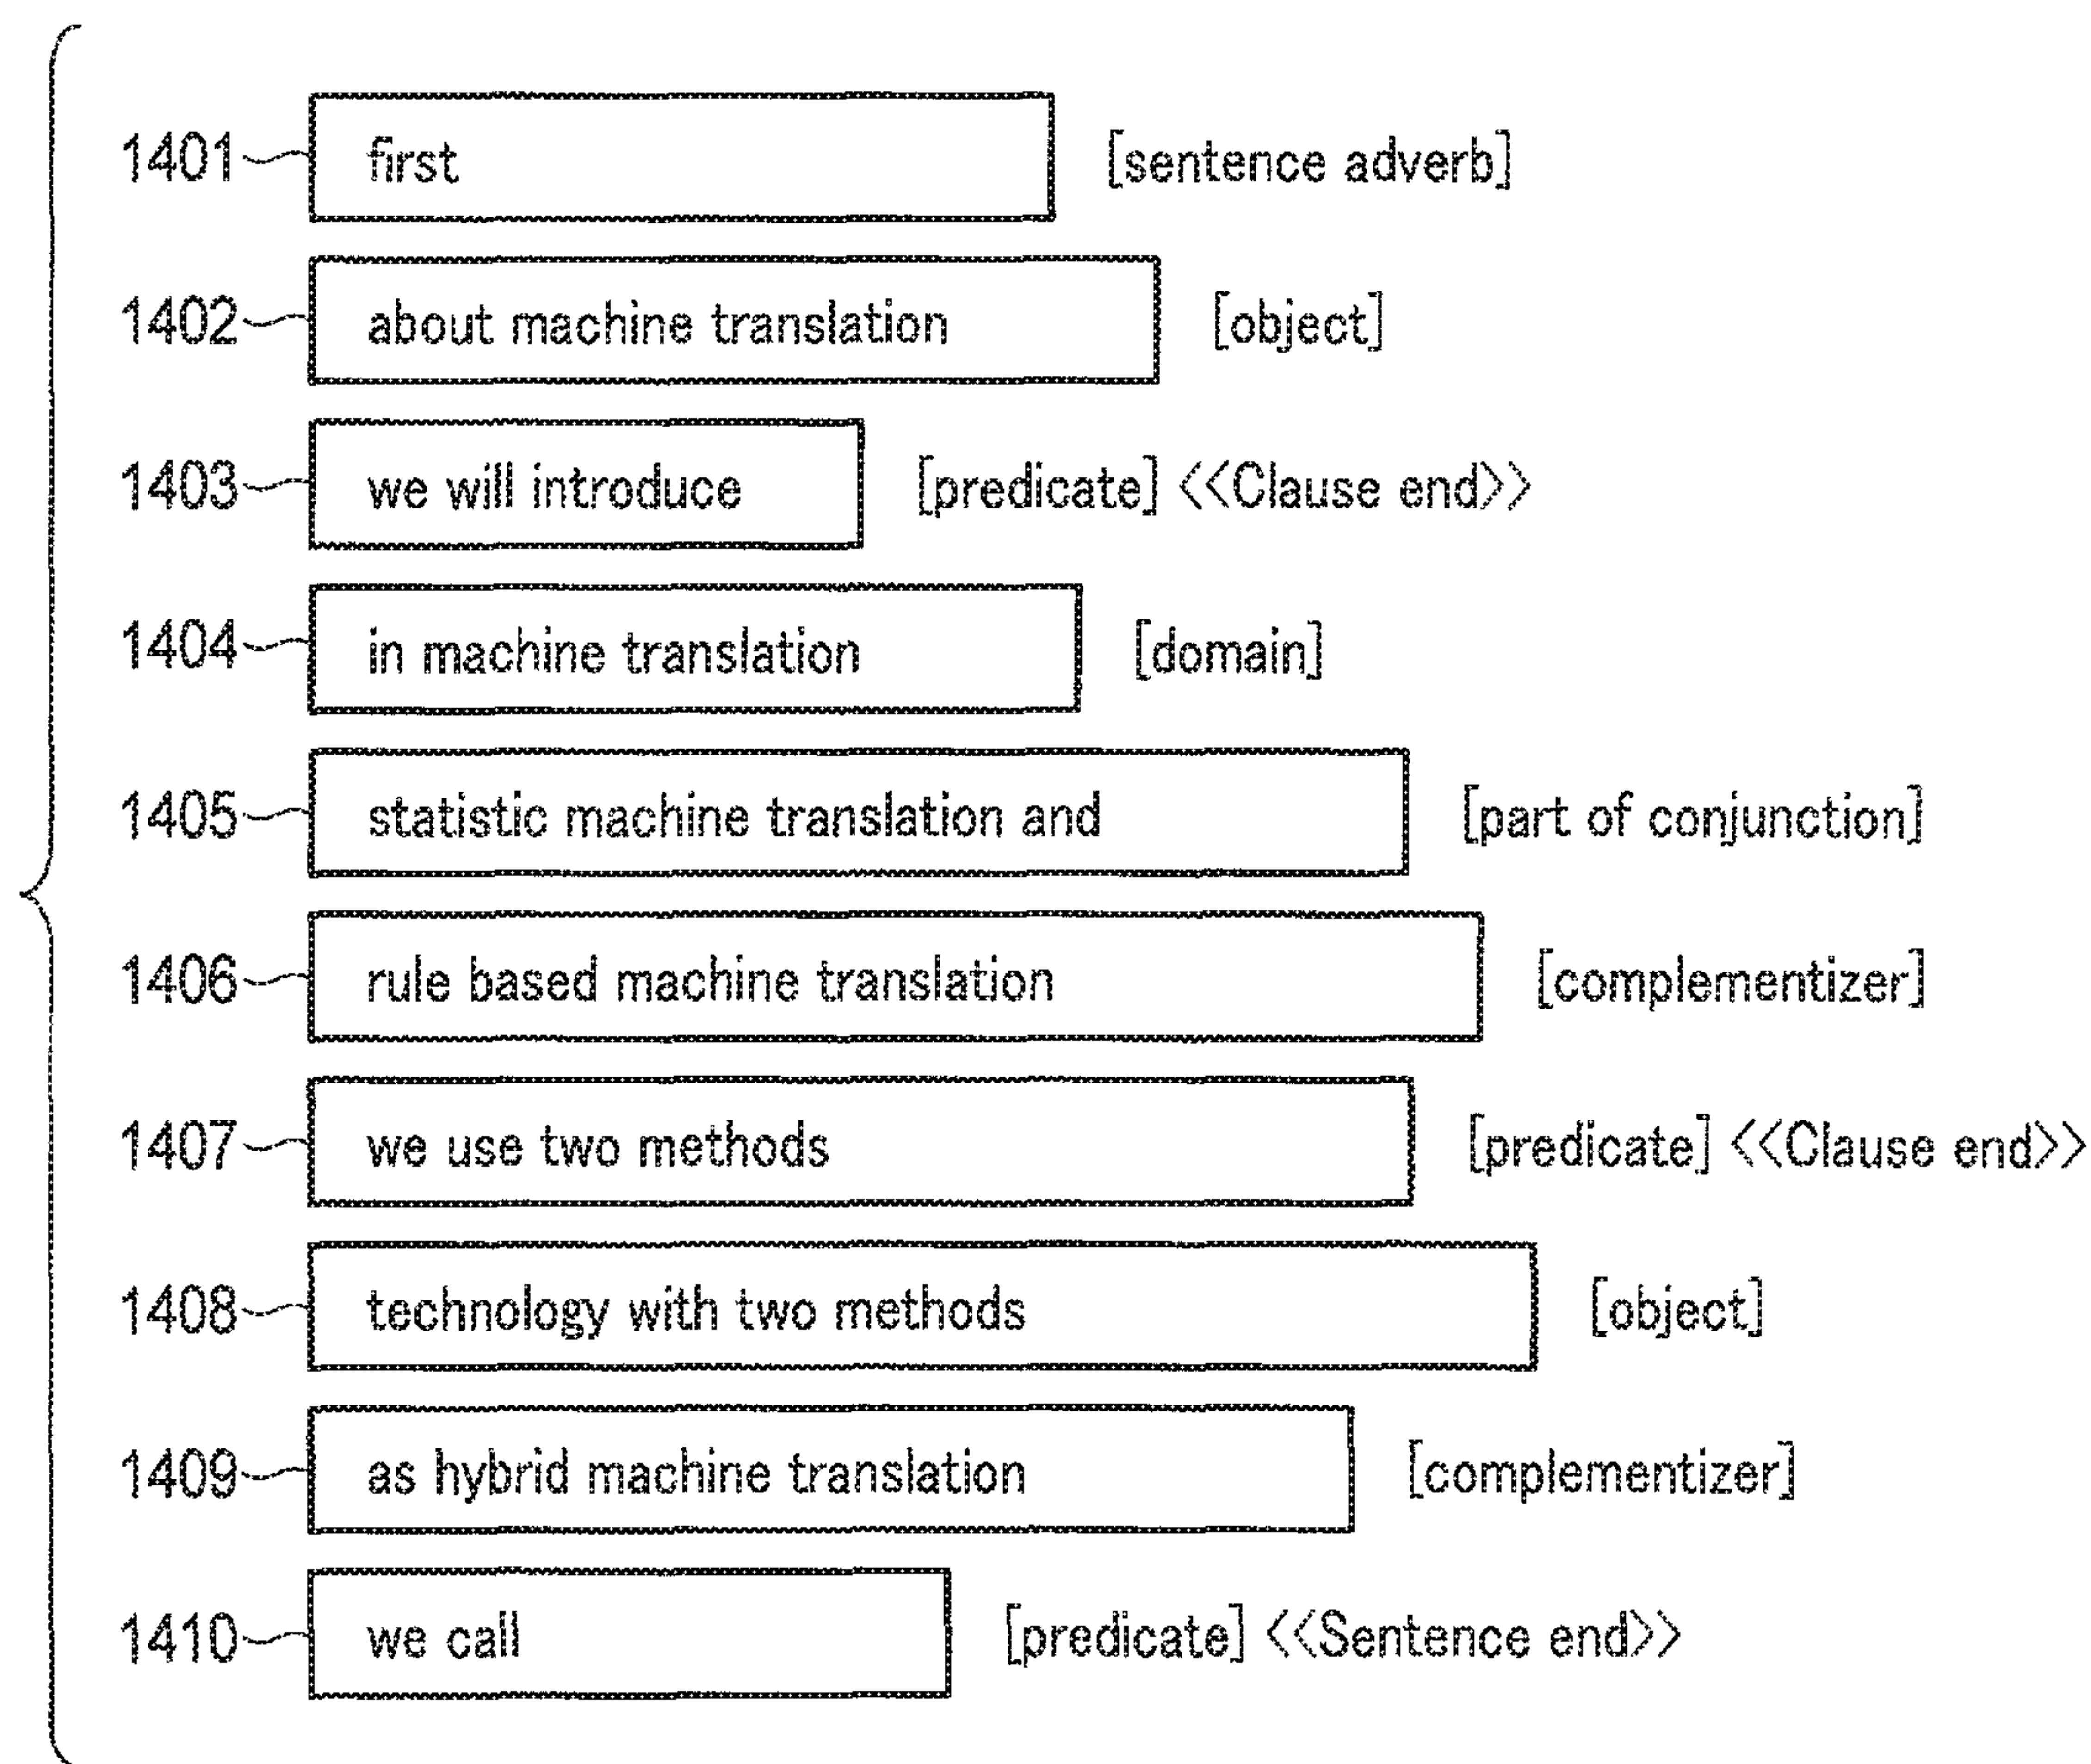 1401 first [sentence adverb]
1402 about machine translation [object]
1403 we will introduce [predicate] <<Clause end>>
1404 in machine translation [domain]
1405 statistic machine translation and [part of conjunction]
1406 rule based machine translation [complementizer]
1407 we use two methods [predicate] <<Clause end>>
1408 technology with two methods [object]
1409 as hybrid machine translation [complementizer]
1410 we call [predicate] <<Sentence end>>